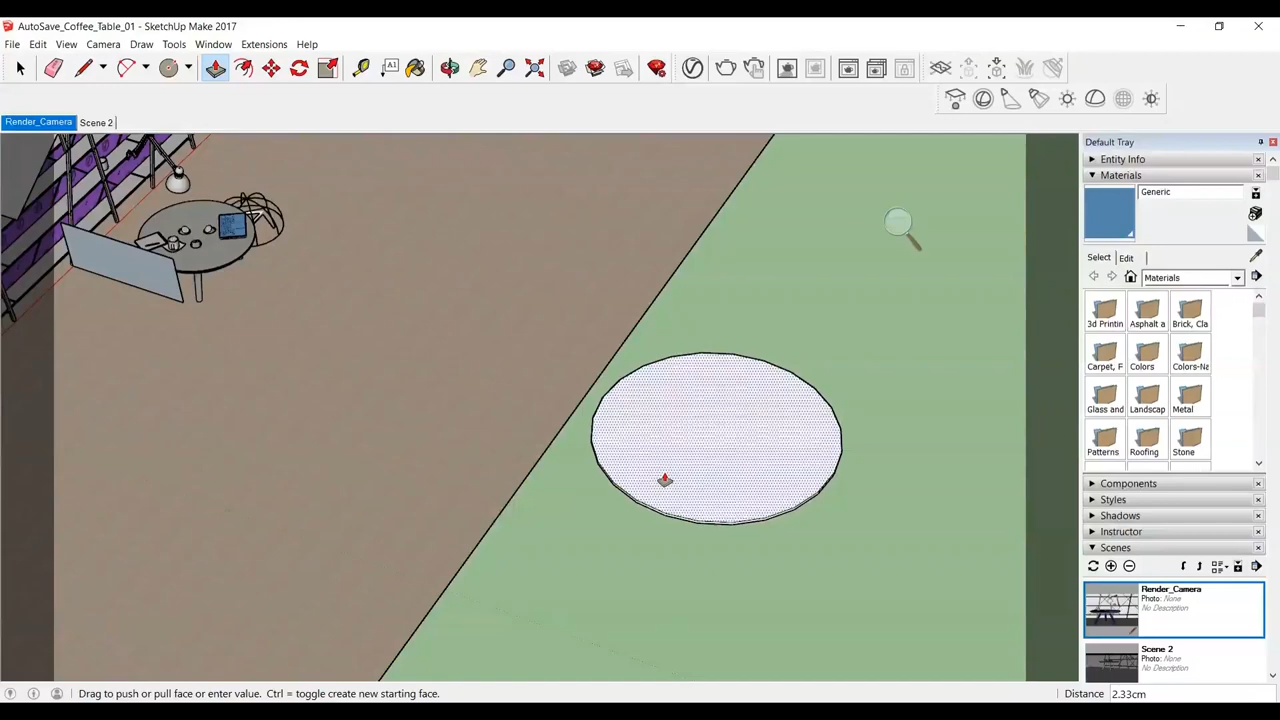 AutoSave_Coffee_Table_01 - SketchUp Make 2017
File Edit View Camera Draw Tools Window Extensions Help
Render_Camera Scene 2
Default Tray
Entity Info
Materials
Generic
Select Edit
Materials
3d Printin Asphalt a Brick, Cla
Carpet, F Colors Colors-Na
Glass and Landscap Metal
Patterns Roofing Stone
Components
Styles
Shadows
Instructor
Scenes
Render_Camera
Photo: None
No Description
Scene 2
Photo: None
No Description
Drag to push or pull face or enter value. Ctrl = toggle create new starting face.
Distance 2.33cm